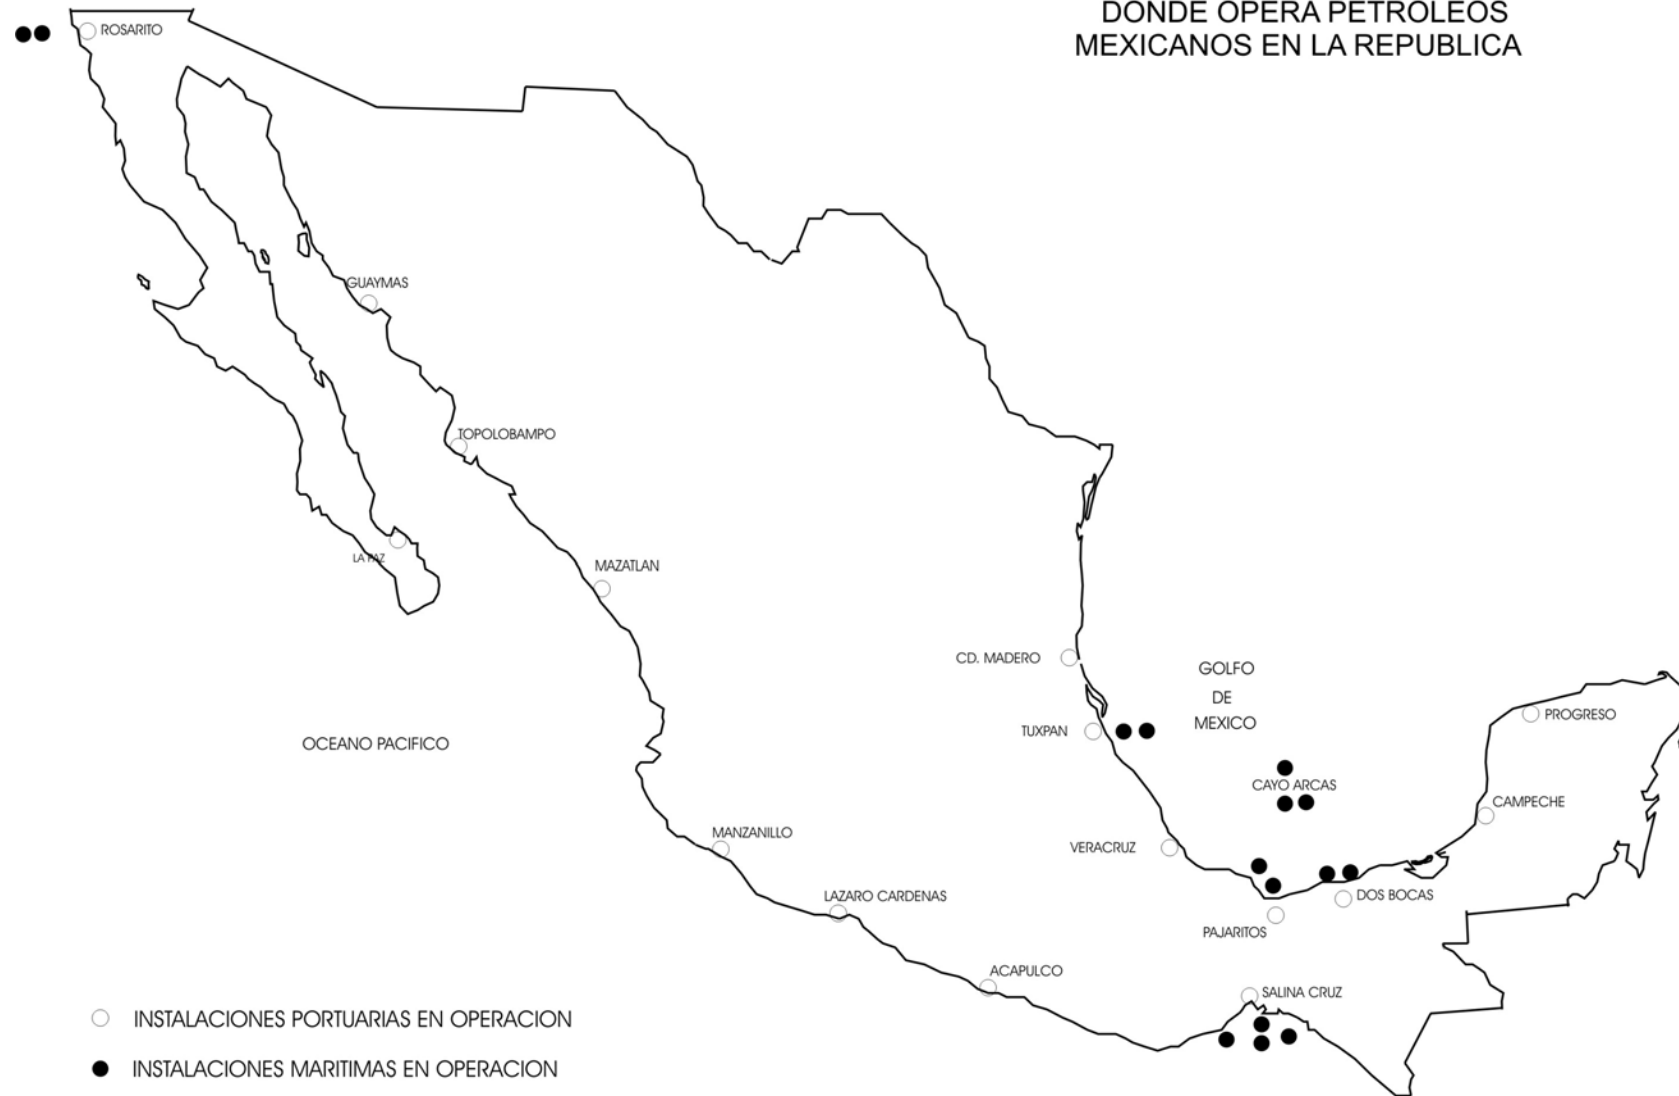 DONDE OPERA PETROLEOS
MEXICANOS EN LA REPUBLICA
ROSARITO
GUAYMAS
TOPOLOBAMPO
LA PAZ
MAZATLAN
CD. MADERO
GOLFO
DE
MEXICO
TUXPAN
PROGRESO
OCEANO PACIFICO
CAYO ARCAS
CAMPECHE
MANZANILLO
VERACRUZ
LAZARO CARDENAS
DOS BOCAS
PAJARITOS
ACAPULCO
SALINA CRUZ
INSTALACIONES PORTUARIAS EN OPERACION
INSTALACIONES MARITIMAS EN OPERACION